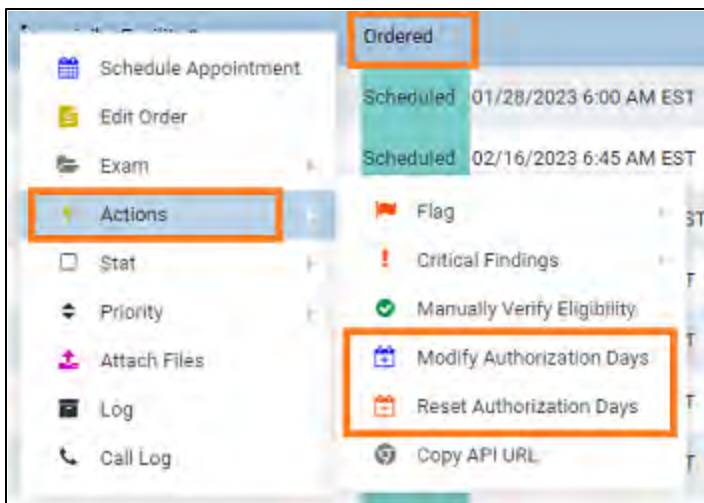 Ordered
Schedule Appointment
Scheduled 01/28/2023 6:00 AM EST
Edit Order
Scheduled 02/16/2023 6:45 AM EST
Exam
Actions
Flag
Stat
Critical Findings
Priority
Manually Verify Eligibility
Attach Files
Modify Authorization Days
Log
Reset Authorization Days
Call Log
Copy API URL